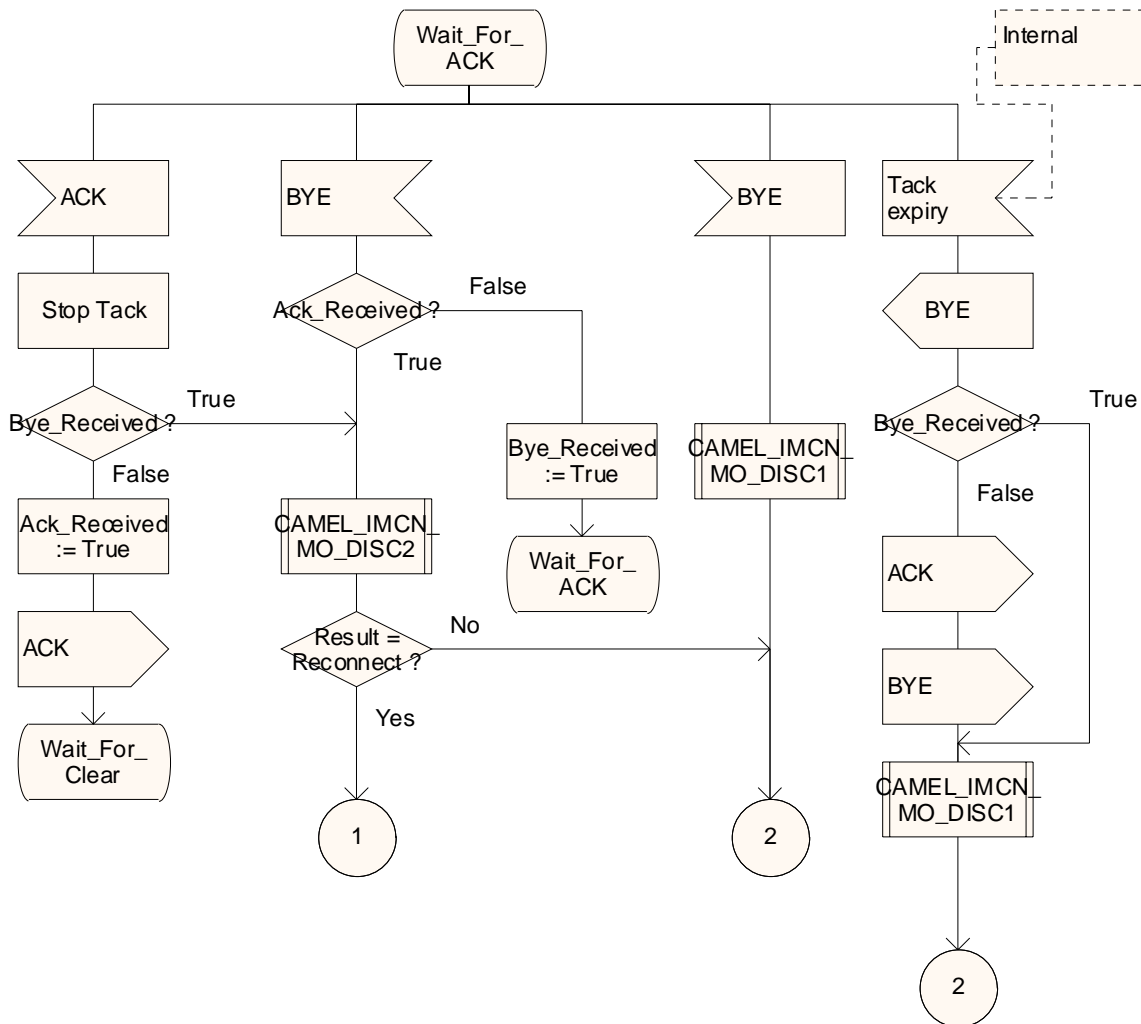 Wait_For_
ACK
Internal
ACK
BYE
BYE
Tack
expiry
Stop Tack
Ack_Received ?
False
True
BYE
Bye_Received ?
True
False
Bye_Received
:= True
CAMEL_IMCN_
MO_DISC1
Bye_Received ?
True
False
Ack_Received
:= True
CAMEL_IMCN_
MO_DISC2
Wait_For_
ACK
ACK
ACK
Result =
Reconnect ?
No
Yes
BYE
Wait_For_
Clear
CAMEL_IMCN_
MO_DISC1
1
2
2